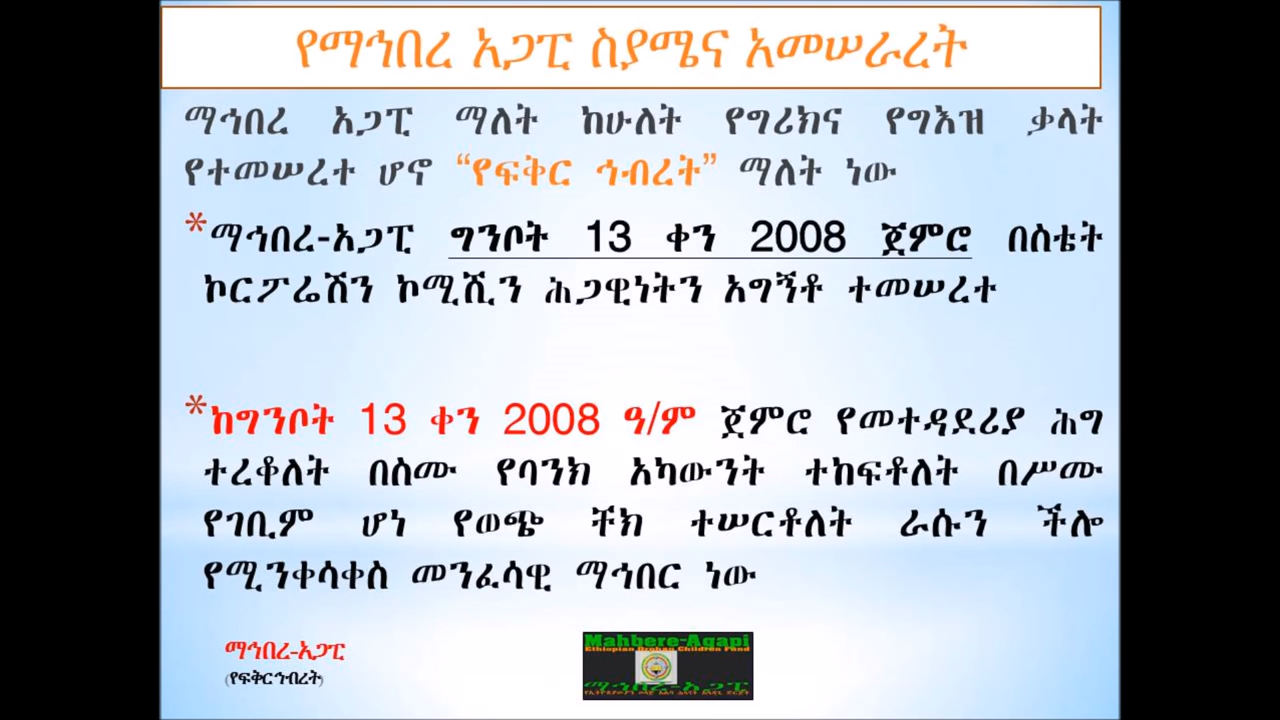 የማኅበረ አጋፒ ስያሜና አመሠራረት
ማኅበረ አጋፒ ማለት ከሁለት የግሪክና የግእዝ ቃላት
የተመሠረተ ሆኖ “የፍቅር ኅብረት” ማለት ነው
*ማኅበረ-አጋፒ ግንቦት 13 ቀን 2008 ጀምሮ በስቴት
ኮርፖሬሽን ኮሚሺን ሕጋዊነትን አግኝቶ ተመሠረተ
*ከግንቦት 13 ቀን 2008 ዓ/ም ጀምሮ የመተዳደሪያ ሕግ
ተረቆለት በስሙ የባንክ አካውንት ተከፍቶለት በሥሙ
የገቢም ሆነ የወጭ ቸክ ተሠርቶለት ራሱን ችሎ
የሚንቀሳቀስ መንፈሳዊ ማኅበር ነው
ማኅበረ-አጋፒ
(የፍቅር ኅብረት)
Mahbere-Agapi
Ethiopian Orphan Children Fund
ማኅበረ-አጋፒ